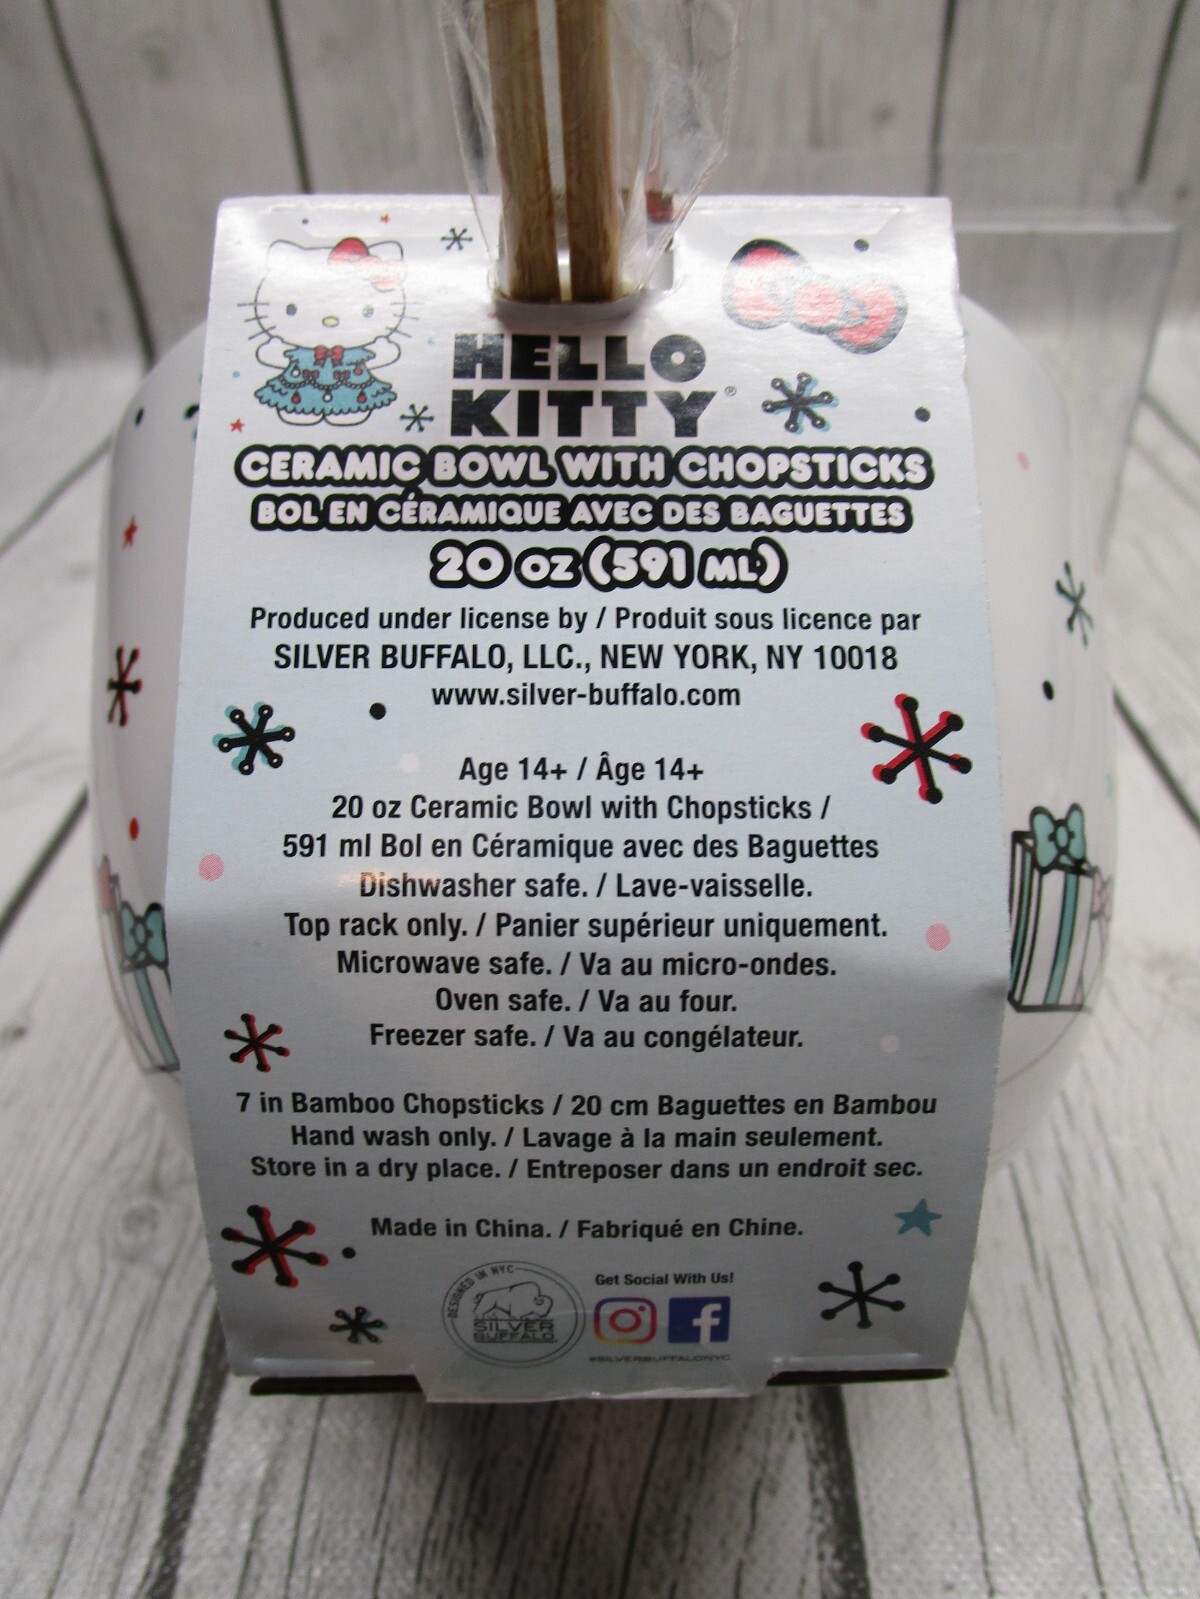 HELLO
KITTY®
CERAMIC BOWL WITH CHOPSTICKS
BOL EN CÉRAMIQUE AVEC DES BAGUETTES
20 OZ (591 ML)
Produced under license by / Produit sous licence par
SILVER BUFFALO, LLC., NEW YORK, NY 10018
www.silver-buffalo.com
Age 14+ / Âge 14+
20 oz Ceramic Bowl with Chopsticks /
591 ml Bol en Céramique avec des Baguettes
Dishwasher safe. / Lave-vaisselle.
Top rack only. / Panier supérieur uniquement.
Microwave safe. / Va au micro-ondes.
Oven safe. / Va au four.
Freezer safe. / Va au congélateur.
7 in Bamboo Chopsticks / 20 cm Baguettes en Bambou
Hand wash only. / Lavage à la main seulement.
Store in a dry place. / Entreposer dans un endroit sec.
Made in China. / Fabriqué en Chine.
DESIGNED IN NYC
SILVER
BUFFALO
Get Social With Us!
#SILVERBUFFALONYC